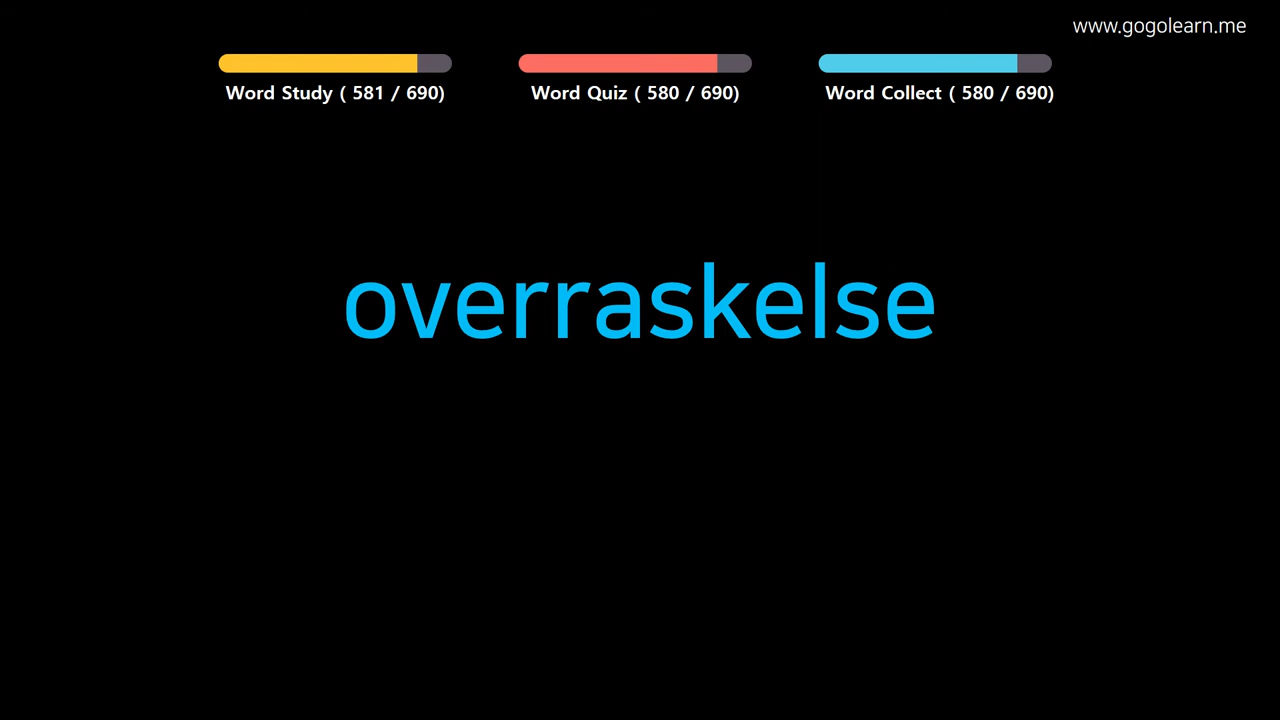 www.gogolearn.me
Word Study ( 581 / 690)
Word Quiz ( 580 / 690)
Word Collect ( 580 / 690)
overraskelse